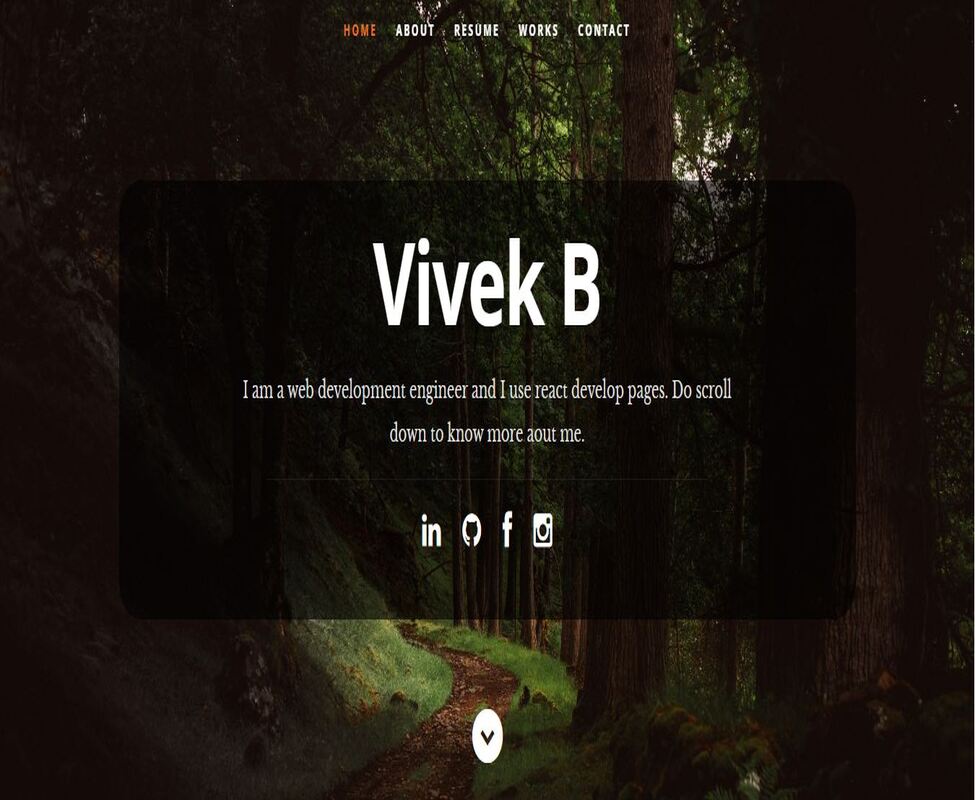 HOME ABOUT RESUME WORKS CONTACT
Vivek B
I am a web development engineer and I use react develop pages. Do scroll
down to know more aout me.
in f